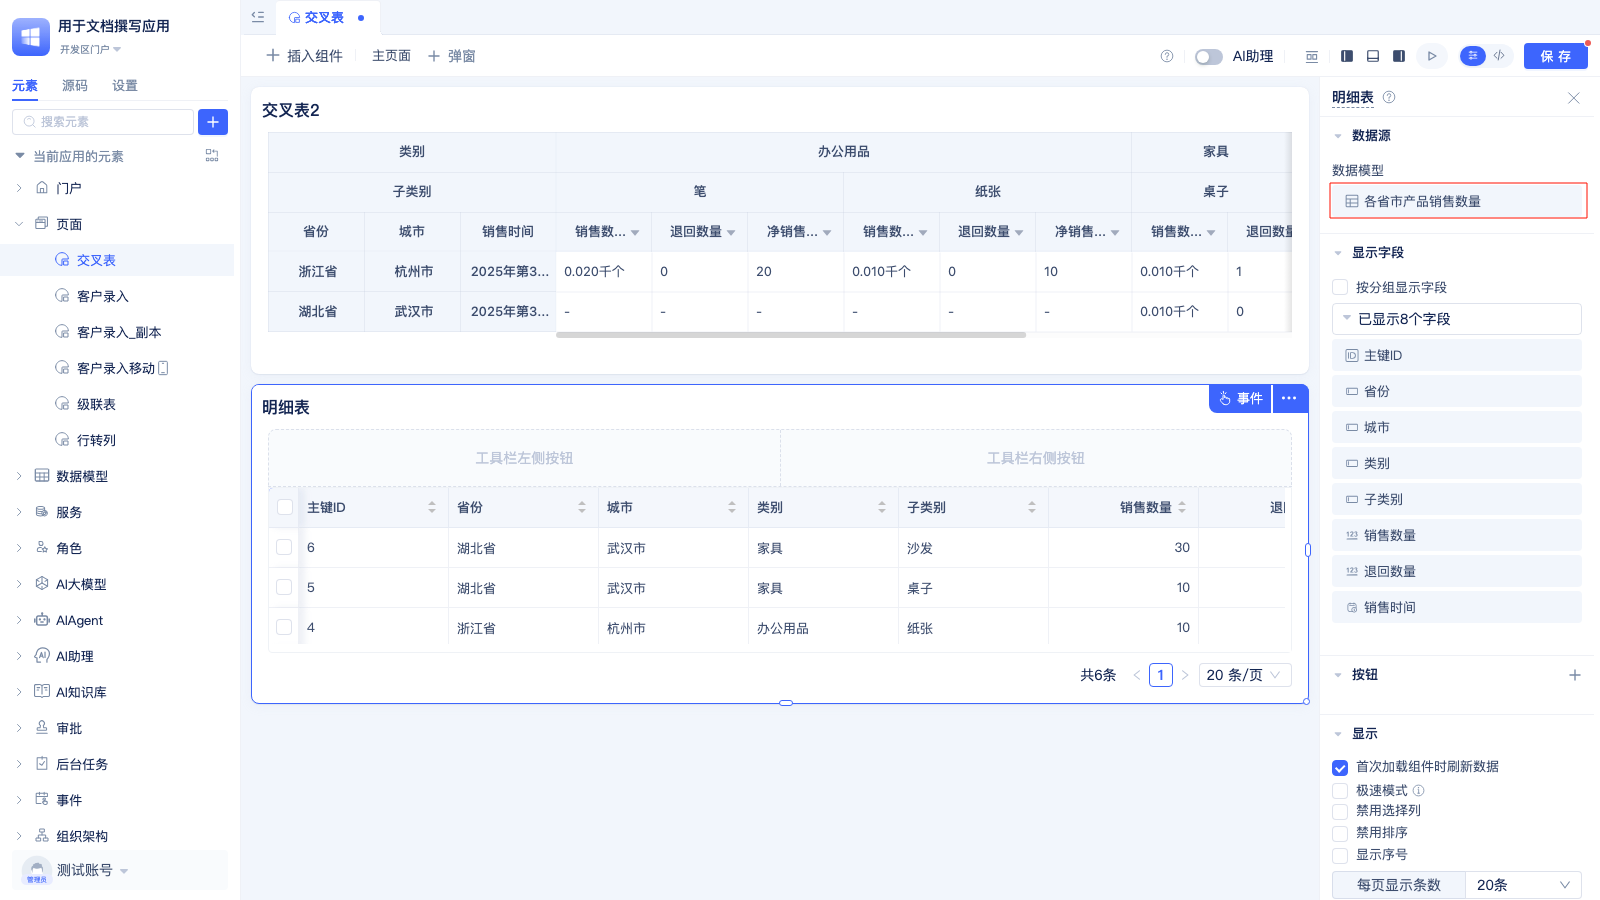 用于文档撰写应用
开发区门户
元素 源码 设置
搜索元素
当前应用的元素
门户
页面
交叉表
客户录入
客户录入_副本
客户录入移动
级联表
行转列
数据模型
服务
角色
AI大模型
AIAgent
AI助理
AI知识库
审批
后台任务
事件
组织架构
管理员
测试账号
交叉表
插入组件 主页面 弹窗
AI助理
保存
交叉表2
类别 办公用品 家具
子类别 笔 纸张 桌子
省份 城市 销售时间 销售数... 退回数量 净销售... 销售数... 退回数量 净销售... 销售数... 退回数量
浙江省 杭州市 2025年第3... 0.020千个 0 20 0.010千个 0 10 0.010千个 1
湖北省 武汉市 2025年第3... - - - - - - 0.010千个 0
明细表
事件
工具栏左侧按钮 工具栏右侧按钮
主键ID 省份 城市 类别 子类别 销售数量 退
6 湖北省 武汉市 家具 沙发 30
5 湖北省 武汉市 家具 桌子 10
4 浙江省 杭州市 办公用品 纸张 10
共6条 1 20 条/页
明细表
数据源
数据模型
各省市产品销售数量
显示字段
按分组显示字段
已显示8个字段
ID 主键ID
省份
城市
类别
子类别
123 销售数量
123 退回数量
销售时间
按钮
显示
首次加载组件时刷新数据
极速模式
禁用选择列
禁用排序
显示序号
每页显示条数 20条